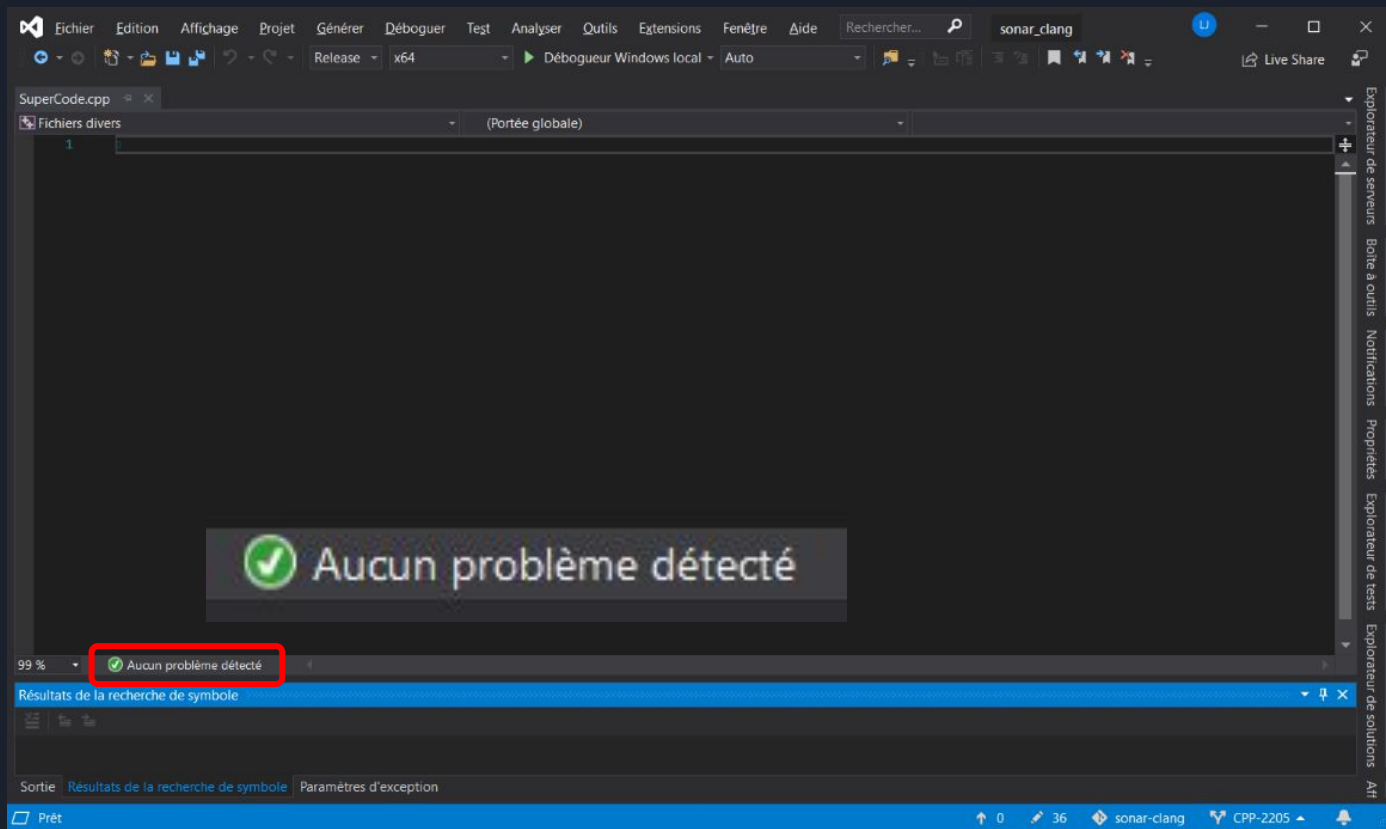 Fichier Edition Affichage Projet Générer Déboguer Test Analyser Outils Extensions Fenêtre Aide Rechercher... sonar_clang IJ
Release x64 Débogueur Windows local Auto Live Share
SuperCode.cpp
Fichiers divers (Portée globale)
1
Aucun problème détecté
99 % Aucun problème détecté
Résultats de la recherche de symbole
Sortie Résultats de la recherche de symbole Paramètres d'exception
Prêt 0 36 sonar-clang CPP-2205
Explorateur de serveurs
Boîte à outils
Notifications
Propriétés
Explorateur de tests
Explorateur de solutions
Aff